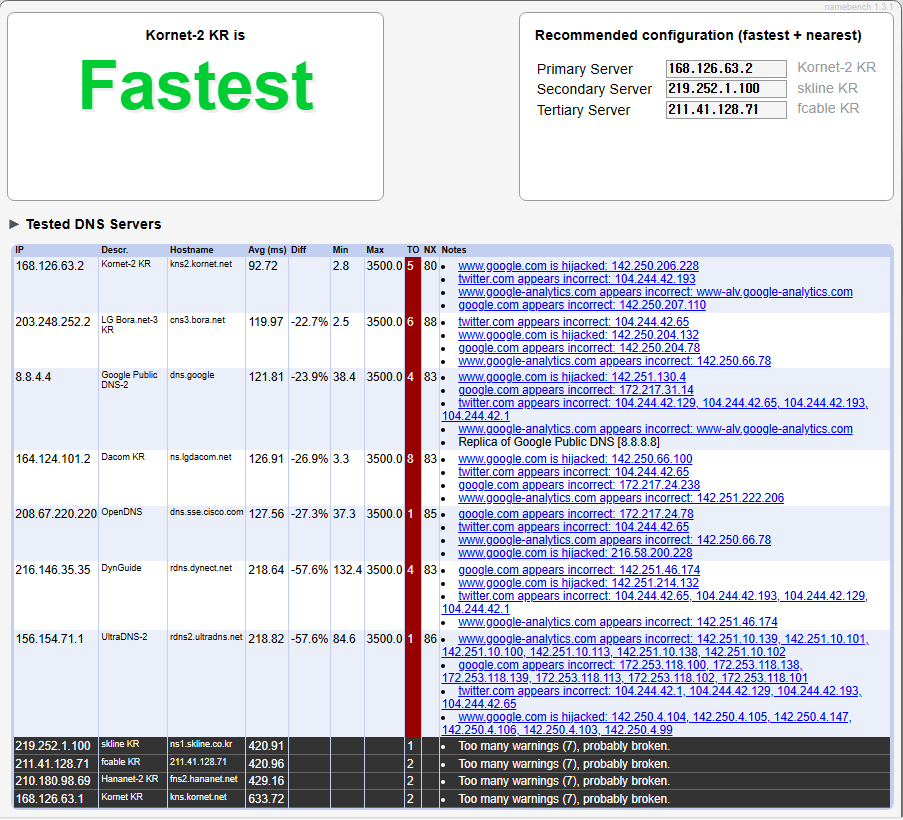 namebench 1.3.1
Kornet-2 KR is
Fastest
Recommended configuration (fastest + nearest)
Primary Server 168.126.63.2 Kornet-2 KR
Secondary Server 219.252.1.100 skline KR
Tertiary Server 211.41.128.71 fcable KR
▶ Tested DNS Servers
IP Descr. Hostname Avg (ms) Diff Min Max TO NX Notes
168.126.63.2 Kornet-2 KR kns2.kornet.net 92.72 2.8 3500.0 5 80 • www.google.com is hijacked: 142.250.206.228
• twitter.com appears incorrect: 104.244.42.193
• www.google-analytics.com appears incorrect: www-alv.google-analytics.com
• google.com appears incorrect: 142.250.207.110
203.248.252.2 LG Bora.net-3 KR cns3.bora.net 119.97 -22.7% 2.5 3500.0 6 88 • twitter.com appears incorrect: 104.244.42.65
• www.google.com is hijacked: 142.250.204.132
• google.com appears incorrect: 142.250.204.78
• www.google-analytics.com appears incorrect: 142.250.66.78
8.8.4.4 Google Public DNS-2 dns.google 121.81 -23.9% 38.4 3500.0 4 83 • www.google.com is hijacked: 142.251.130.4
• google.com appears incorrect: 172.217.31.14
• twitter.com appears incorrect: 104.244.42.129, 104.244.42.65, 104.244.42.193,
104.244.42.1
• www.google-analytics.com appears incorrect: www-alv.google-analytics.com
• Replica of Google Public DNS [8.8.8.8]
164.124.101.2 Dacom KR ns.lgdacom.net 126.91 -26.9% 3.3 3500.0 8 83 • www.google.com is hijacked: 142.250.66.100
• twitter.com appears incorrect: 104.244.42.65
• google.com appears incorrect: 172.217.24.238
• www.google-analytics.com appears incorrect: 142.251.222.206
208.67.220.220 OpenDNS dns.sse.cisco.com 127.56 -27.3% 37.3 3500.0 1 85 • google.com appears incorrect: 172.217.24.78
• twitter.com appears incorrect: 104.244.42.65
• www.google-analytics.com appears incorrect: 142.250.66.78
• www.google.com is hijacked: 216.58.200.228
216.146.35.35 DynGuide rdns.dynect.net 218.64 -57.6% 132.4 3500.0 4 83 • google.com appears incorrect: 142.251.46.174
• www.google.com is hijacked: 142.251.214.132
• twitter.com appears incorrect: 104.244.42.65, 104.244.42.193, 104.244.42.129,
104.244.42.1
• www.google-analytics.com appears incorrect: 142.251.46.174
156.154.71.1 UltraDNS-2 rdns2.ultradns.net 218.82 -57.6% 84.6 3500.0 1 86 • www.google-analytics.com appears incorrect: 142.251.10.139, 142.251.10.101,
142.251.10.100, 142.251.10.113, 142.251.10.138, 142.251.10.102
• google.com appears incorrect: 172.253.118.100, 172.253.118.138,
172.253.118.139, 172.253.118.113, 172.253.118.102, 172.253.118.101
• twitter.com appears incorrect: 104.244.42.1, 104.244.42.129, 104.244.42.193,
104.244.42.65
• www.google.com is hijacked: 142.250.4.104, 142.250.4.105, 142.250.4.147,
142.250.4.106, 142.250.4.103, 142.250.4.99
219.252.1.100 skline KR ns1.skline.co.kr 420.91 1 • Too many warnings (7), probably broken.
211.41.128.71 fcable KR 211.41.128.71 420.96 2 • Too many warnings (7), probably broken.
210.180.98.69 Hananet-2 KR fns2.hananet.net 429.16 2 • Too many warnings (7), probably broken.
168.126.63.1 Kornet KR kns.kornet.net 633.72 2 • Too many warnings (7), probably broken.